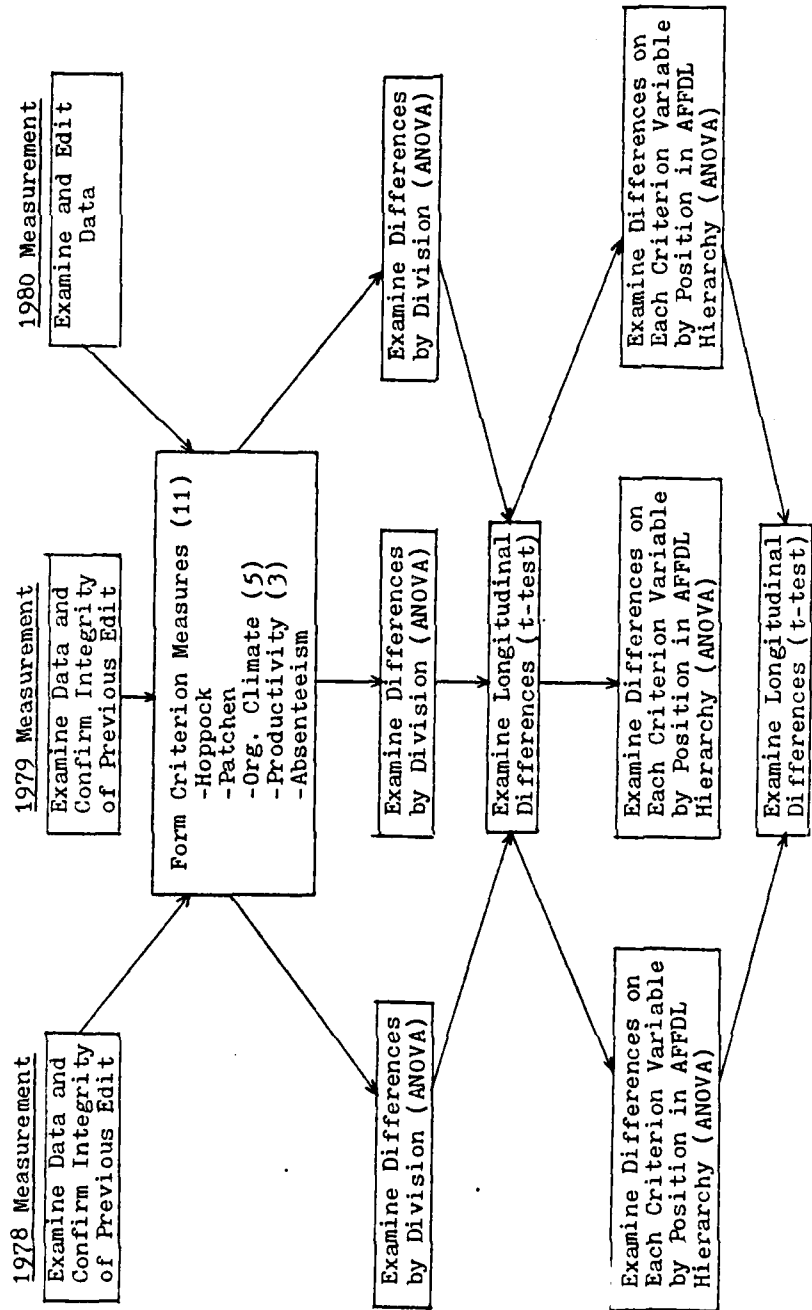 1978 Measurement
Examine Data and
Confirm Integrity
of Previous Edit
1979 Measurement
Examine Data and
Confirm Integrity
of Previous Edit
1980 Measurement
Examine and Edit
Data
Form Criterion Measures (11)
-Hoppock
-Patchen
-Org. Climate (5)
-Productivity (3)
-Absenteeism
Examine Differences
by Division (ANOVA)
Examine Differences
by Division (ANOVA)
Examine Differences
by Division (ANOVA)
Examine Longitudinal
Differences (t-test)
Examine Differences on
Each Criterion Variable
by Position in AFFDL
Hierarchy (ANOVA)
Examine Differences on
Each Criterion Variable
by Position in AFFDL
Hierarchy (ANOVA)
Examine Differences on
Each Criterion Variable
by Position in AFFDL
Hierarchy (ANOVA)
Examine Longitudinal
Differences (t-test)